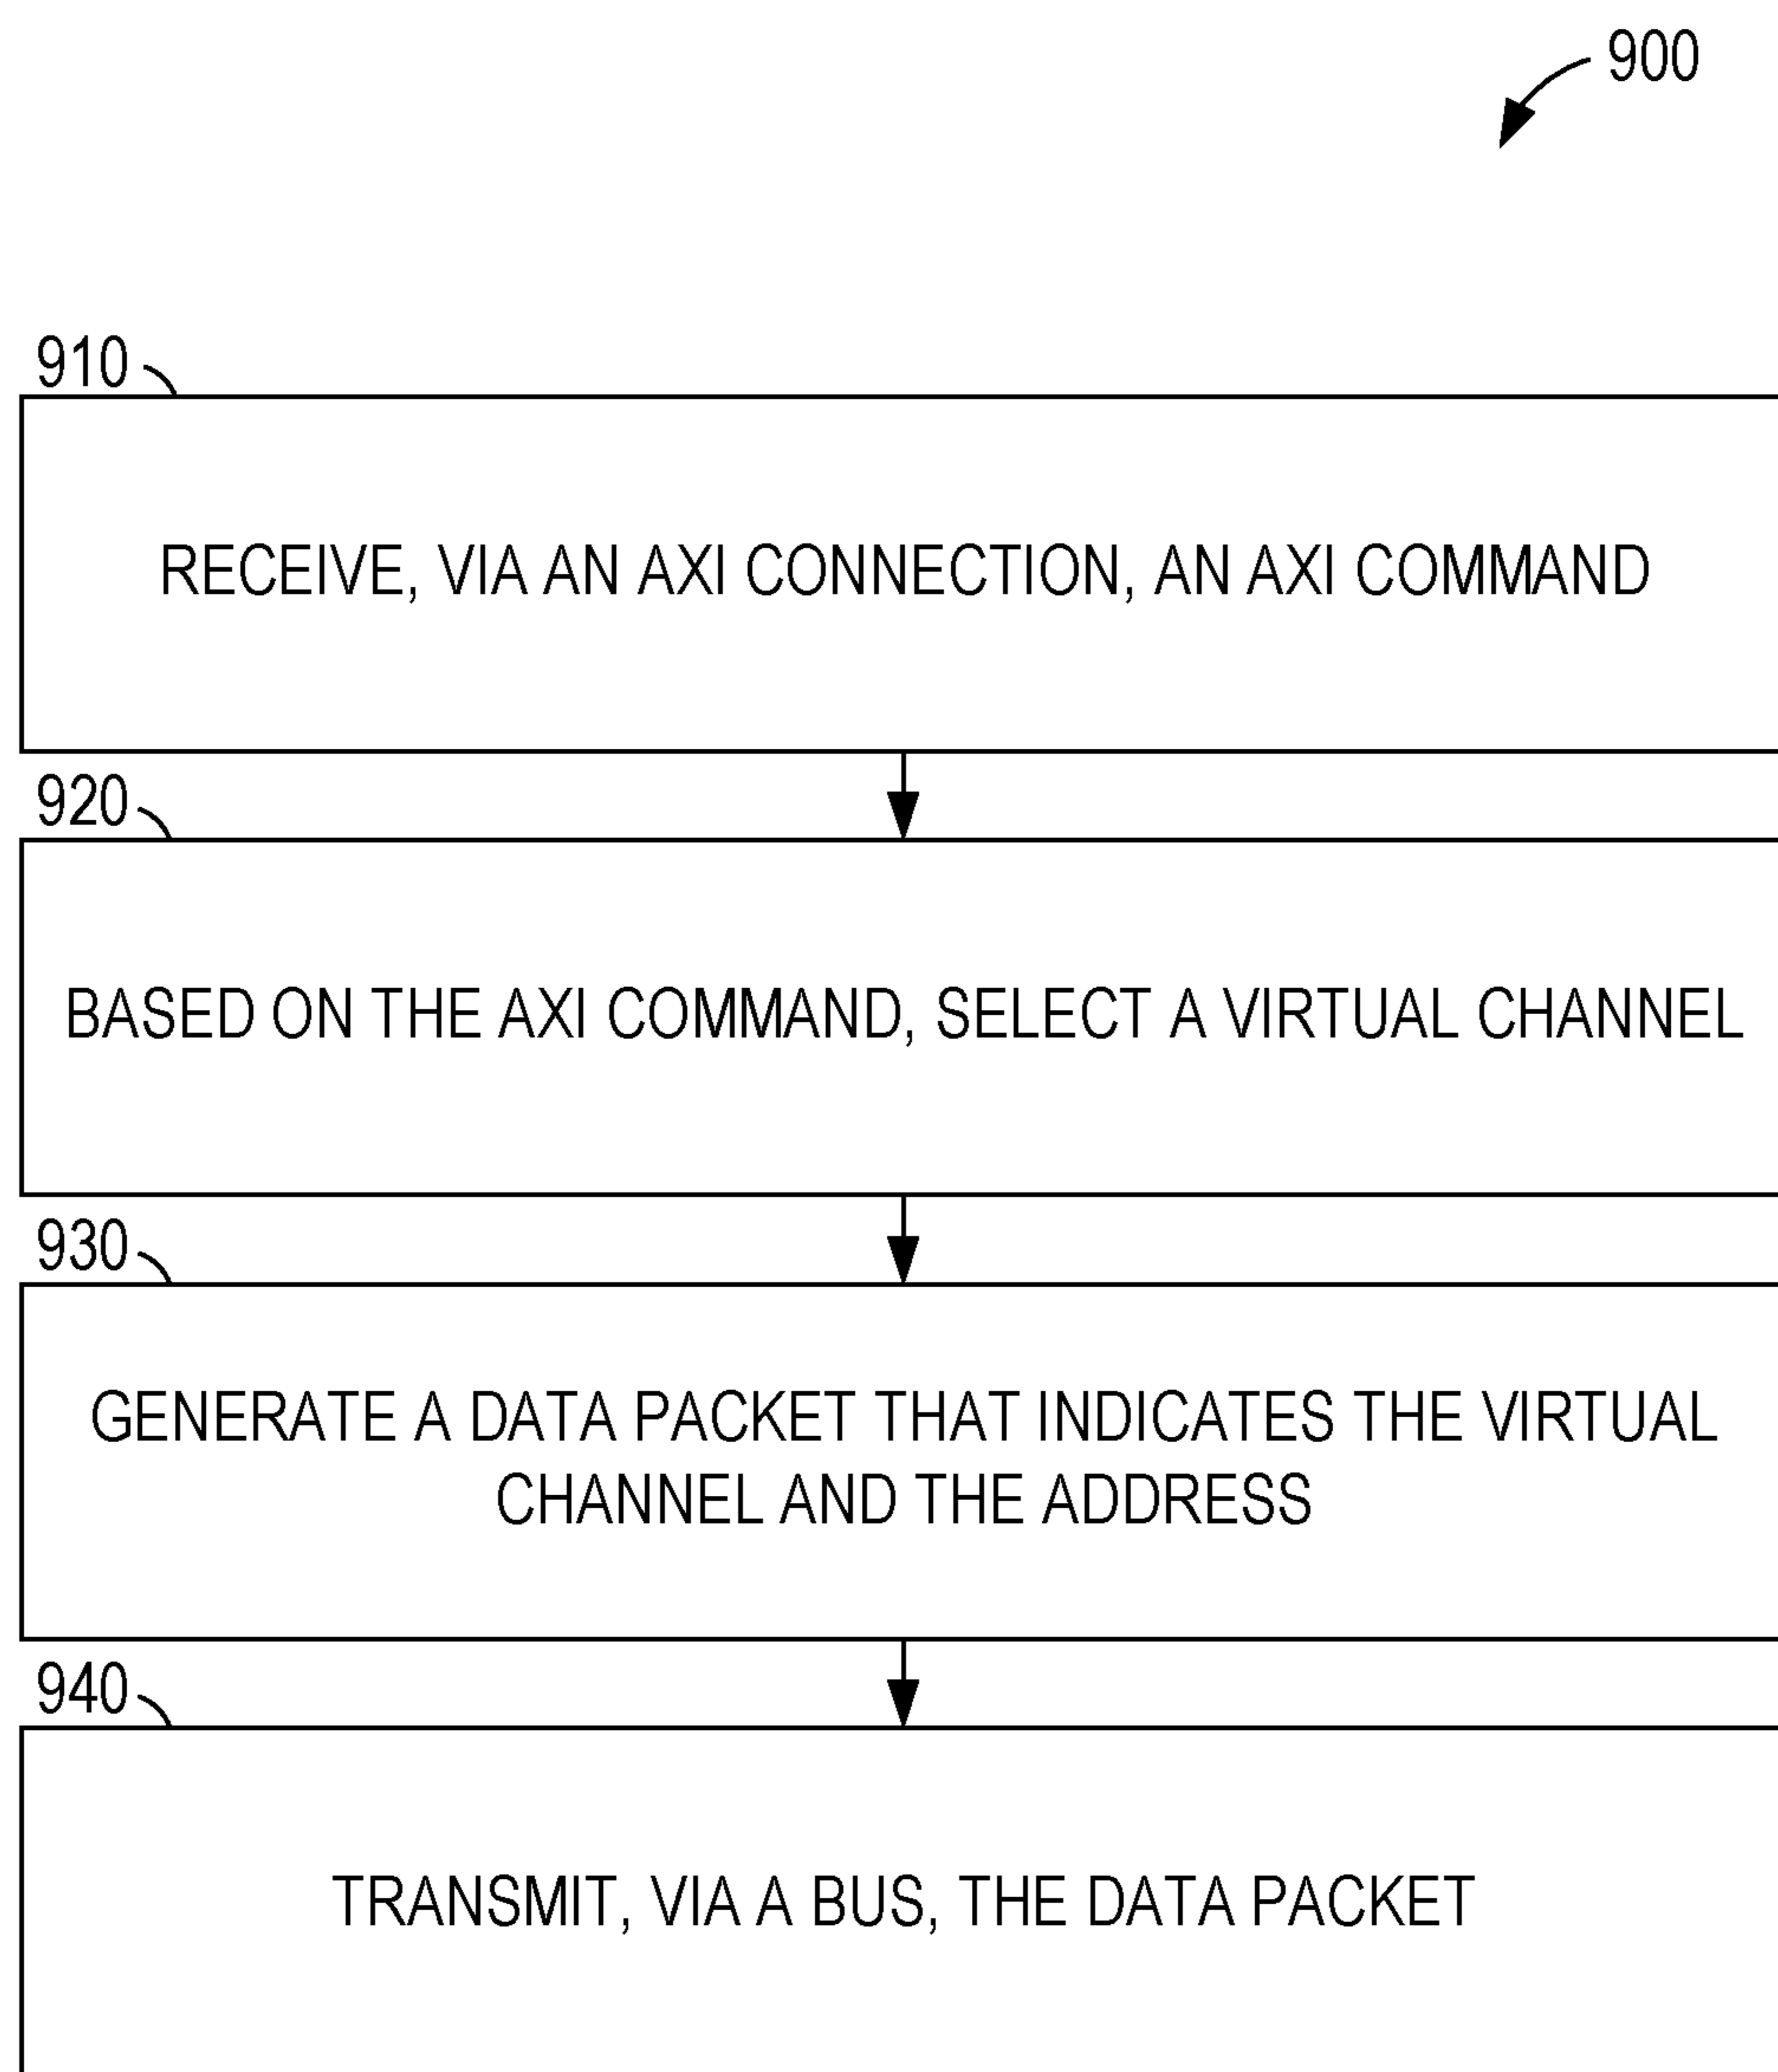 900
910
RECEIVE, VIA AN AXI CONNECTION, AN AXI COMMAND
920
BASED ON THE AXI COMMAND, SELECT A VIRTUAL CHANNEL
930
GENERATE A DATA PACKET THAT INDICATES THE VIRTUAL
CHANNEL AND THE ADDRESS
940
TRANSMIT, VIA A BUS, THE DATA PACKET